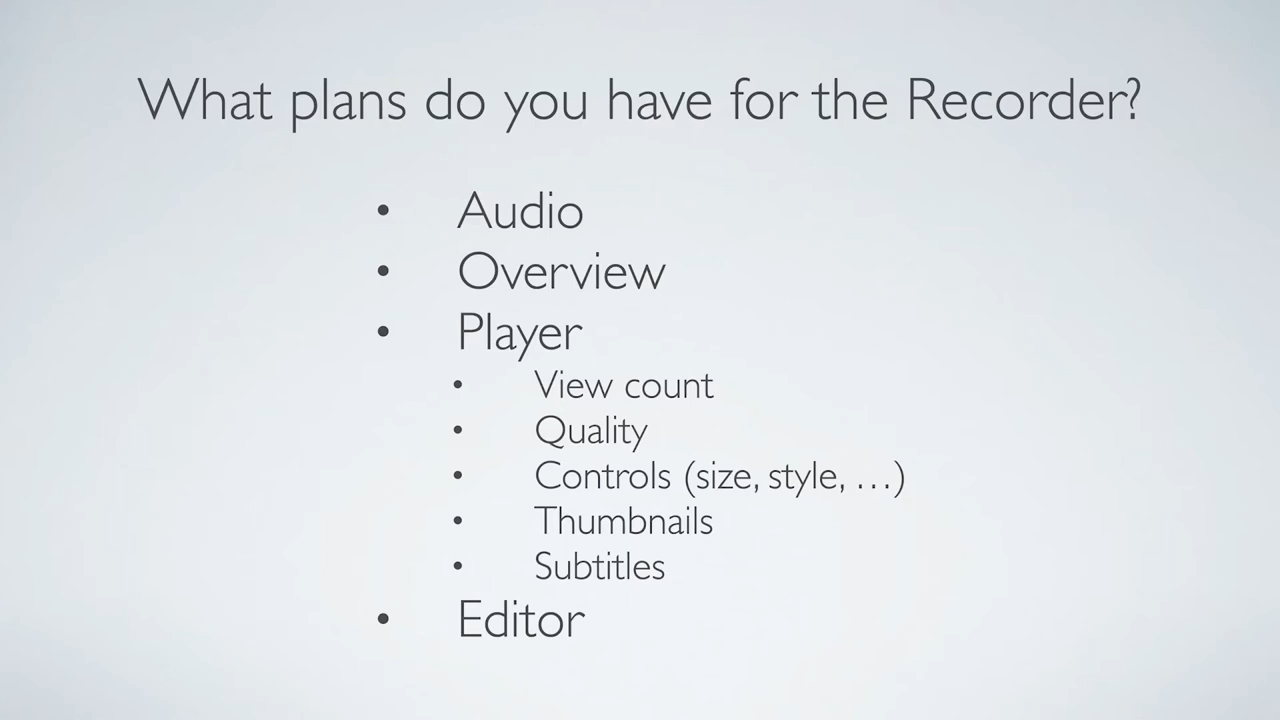 What plans do you have for the Recorder?
• Audio
• Overview
• Player
• View count
• Quality
• Controls (size, style, …)
• Thumbnails
• Subtitles
• Editor